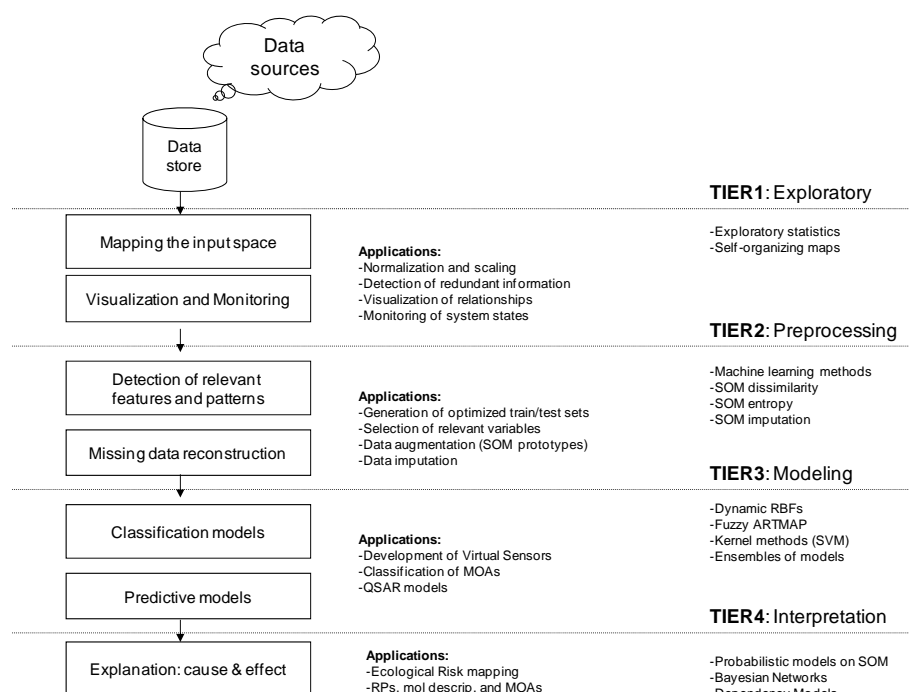 Data
sources
Data
store
TIER1: Exploratory
Mapping the input space
Visualization and Monitoring
Applications:
-Normalization and scaling
-Detection of redundant information
-Visualization of relationships
-Monitoring of system states
-Exploratory statistics
-Self-organizing maps
TIER2: Preprocessing
Detection of relevant
features and patterns
Missing data reconstruction
Applications:
-Generation of optimized train/test sets
-Selection of relevant variables
-Data augmentation (SOM prototypes)
-Data imputation
-Machine learning methods
-SOM dissimilarity
-SOM entropy
-SOM imputation
TIER3: Modeling
Classification models
Predictive models
Applications:
-Development of Virtual Sensors
-Classification of MOAs
-QSAR models
-Dynamic RBFs
-Fuzzy ARTMAP
-Kernel methods (SVM)
-Ensembles of models
TIER4: Interpretation
Explanation: cause & effect
Applications:
-Ecological Risk mapping
-RPs, mol descrip. and MOAs
-Probabilistic models on SOM
-Bayesian Networks
-Dependency Models